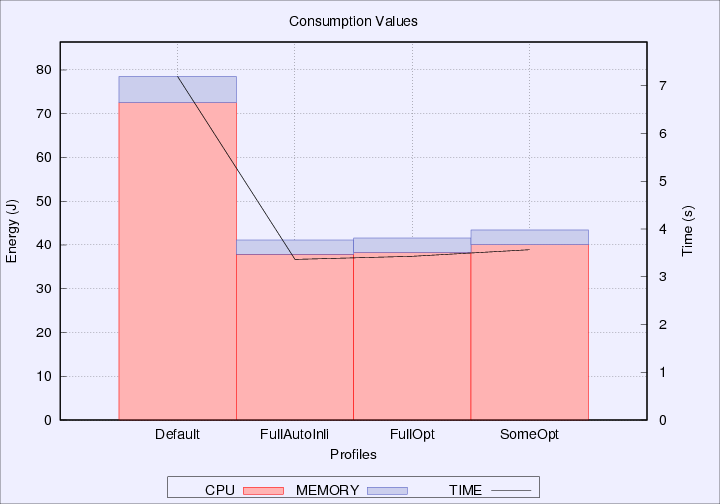 Consumption Values
Energy (J)
80
70
60
50
40
30
20
10
0
7
6
5
4
3
2
1
0
Time (s)
Default FullAutoInli FullOpt SomeOpt
Profiles
CPU MEMORY TIME